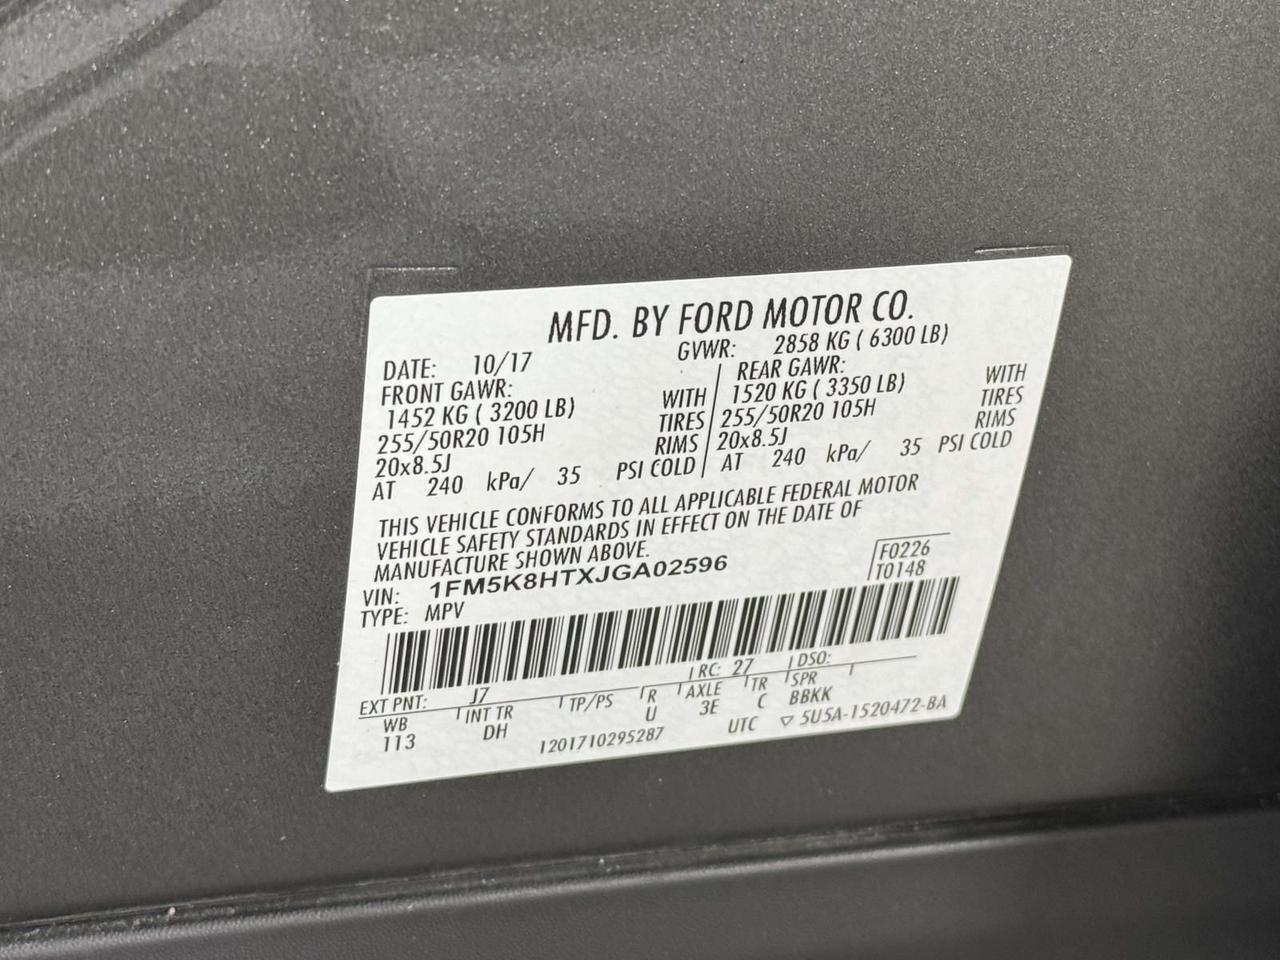 MFD. BY FORD MOTOR CO.
DATE: 10/17 GVWR: 2858 KG ( 6300 LB)
FRONT GAWR: REAR GAWR:
1452 KG ( 3200 LB) WITH 1520 KG ( 3350 LB) WITH
255/50R20 105H TIRES 255/50R20 105H TIRES
20x8.5J RIMS 20x8.5J RIMS
AT 240 kPa/ 35 PSI COLD AT 240 kPa/ 35 PSI COLD
THIS VEHICLE CONFORMS TO ALL APPLICABLE FEDERAL MOTOR
VEHICLE SAFETY STANDARDS IN EFFECT ON THE DATE OF
MANUFACTURE SHOWN ABOVE.
VIN: 1FM5K8HTXJGA02596 F0226
TYPE: MPV T0148
EXT PNT: J7 RC: 27 DSO:
WB INT TR TP/PS R AXLE TR SPR
113 DH U 3E C BBKK
1201710295287 UTC ▽ 5U5A-1520472-BA